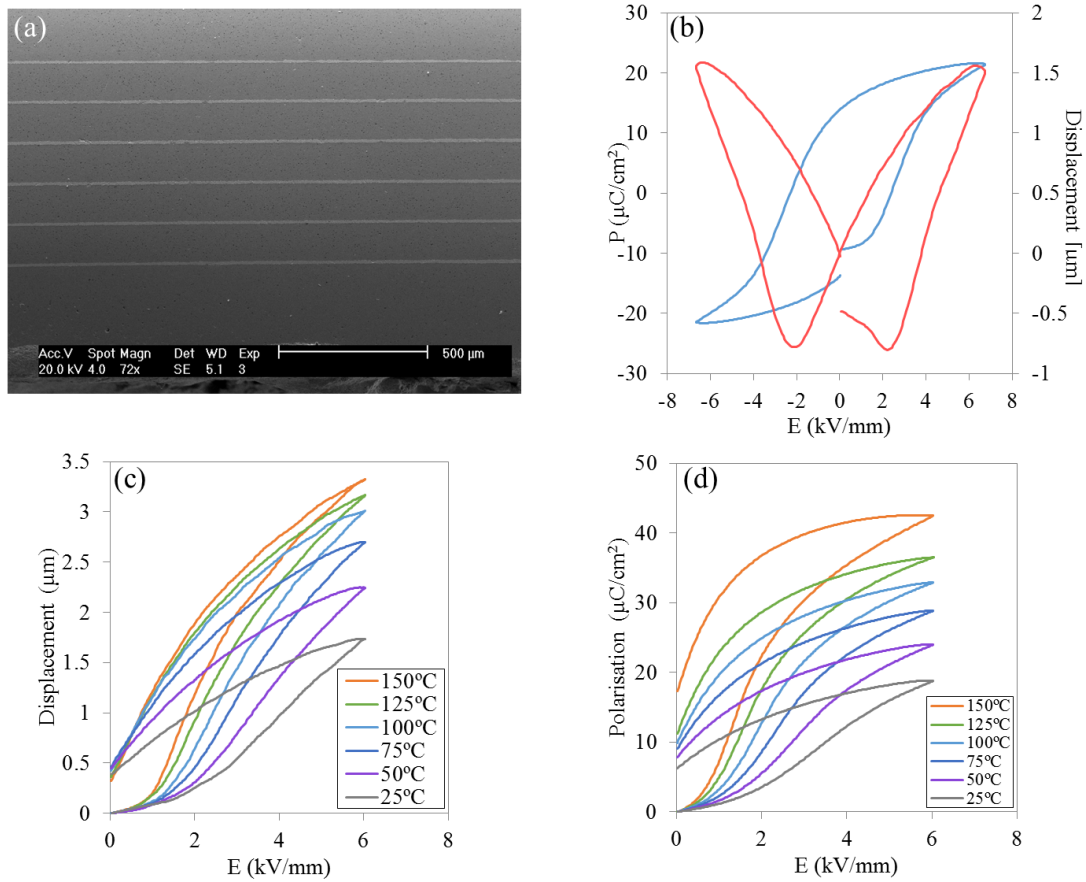 (a)
Acc.V Spot Magn Det WD Exp
20.0 kV 4.0 72x SE 5.1 3
500 µm
(b)
30
20
10
0
-10
-20
-30
P (µC/cm²)
2
1.5
1
0.5
0
-0.5
-1
Displacement [µm]
-8 -6 -4 -2 0 2 4 6 8
E (kV/mm)
(c)
3.5
3
2.5
2
1.5
1
0.5
0
Displacement (µm)
150ºC
125ºC
100ºC
75ºC
50ºC
25ºC
0 2 4 6 8
E (kV/mm)
(d)
50
40
30
20
10
0
Polarisation (µC/cm²)
150ºC
125ºC
100ºC
75ºC
50ºC
25ºC
0 2 4 6 8
E (kV/mm)